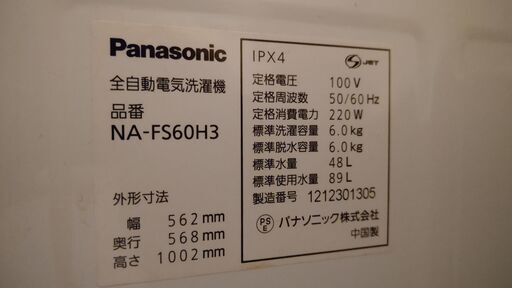 Panasonic
全自動電気洗濯機
品番
NA-FS60H3
外形寸法
幅 562mm
奥行 568mm
高さ 1002mm
IPX4
S JET
定格電圧 100V
定格周波数 50/60Hz
定格消費電力 220W
標準洗濯容量 6.0kg
標準脱水容量 6.0kg
標準水量 48L
標準使用水量 89L
製造番号 1212301305
PSE パナソニック株式会社
中国製